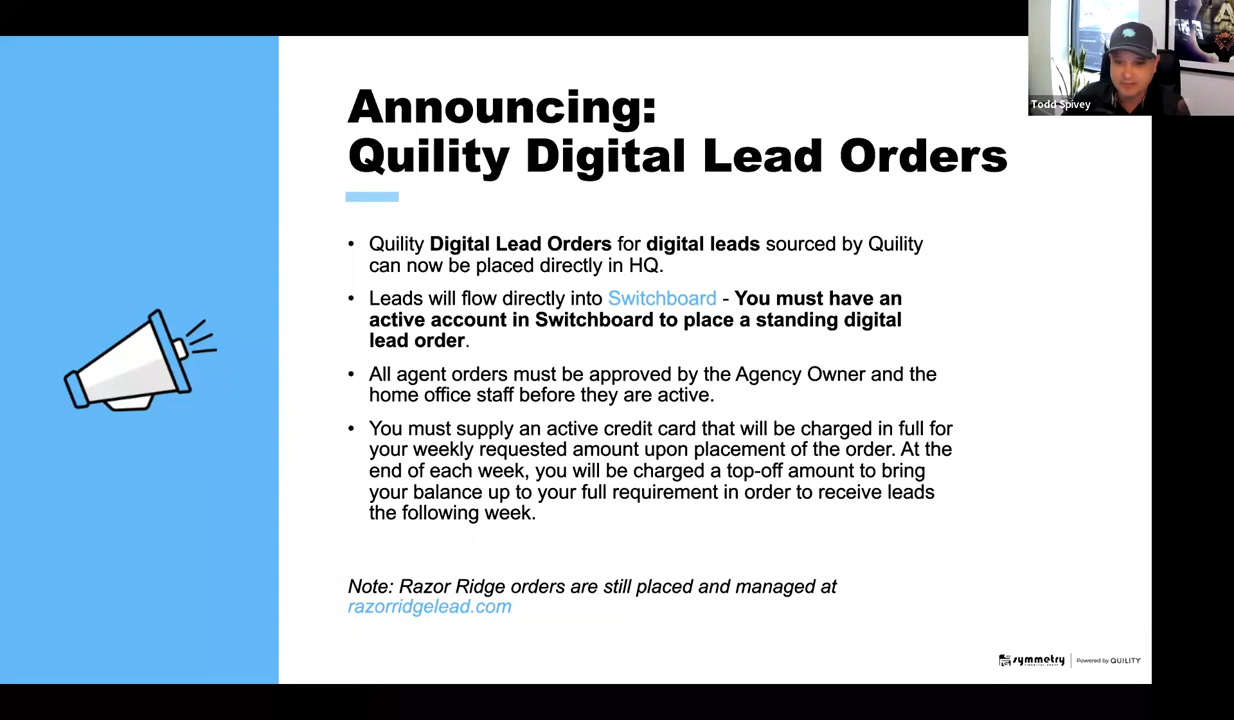 Todd Spivey
Announcing:
Quility Digital Lead Orders
• Quility Digital Lead Orders for digital leads sourced by Quility
can now be placed directly in HQ.
• Leads will flow directly into Switchboard - You must have an
active account in Switchboard to place a standing digital
lead order.
• All agent orders must be approved by the Agency Owner and the
home office staff before they are active.
• You must supply an active credit card that will be charged in full for
your weekly requested amount upon placement of the order. At the
end of each week, you will be charged a top-off amount to bring
your balance up to your full requirement in order to receive leads
the following week.
Note: Razor Ridge orders are still placed and managed at
razorridgelead.com
symmetry
FINANCIAL GROUP
Powered by QUILITY